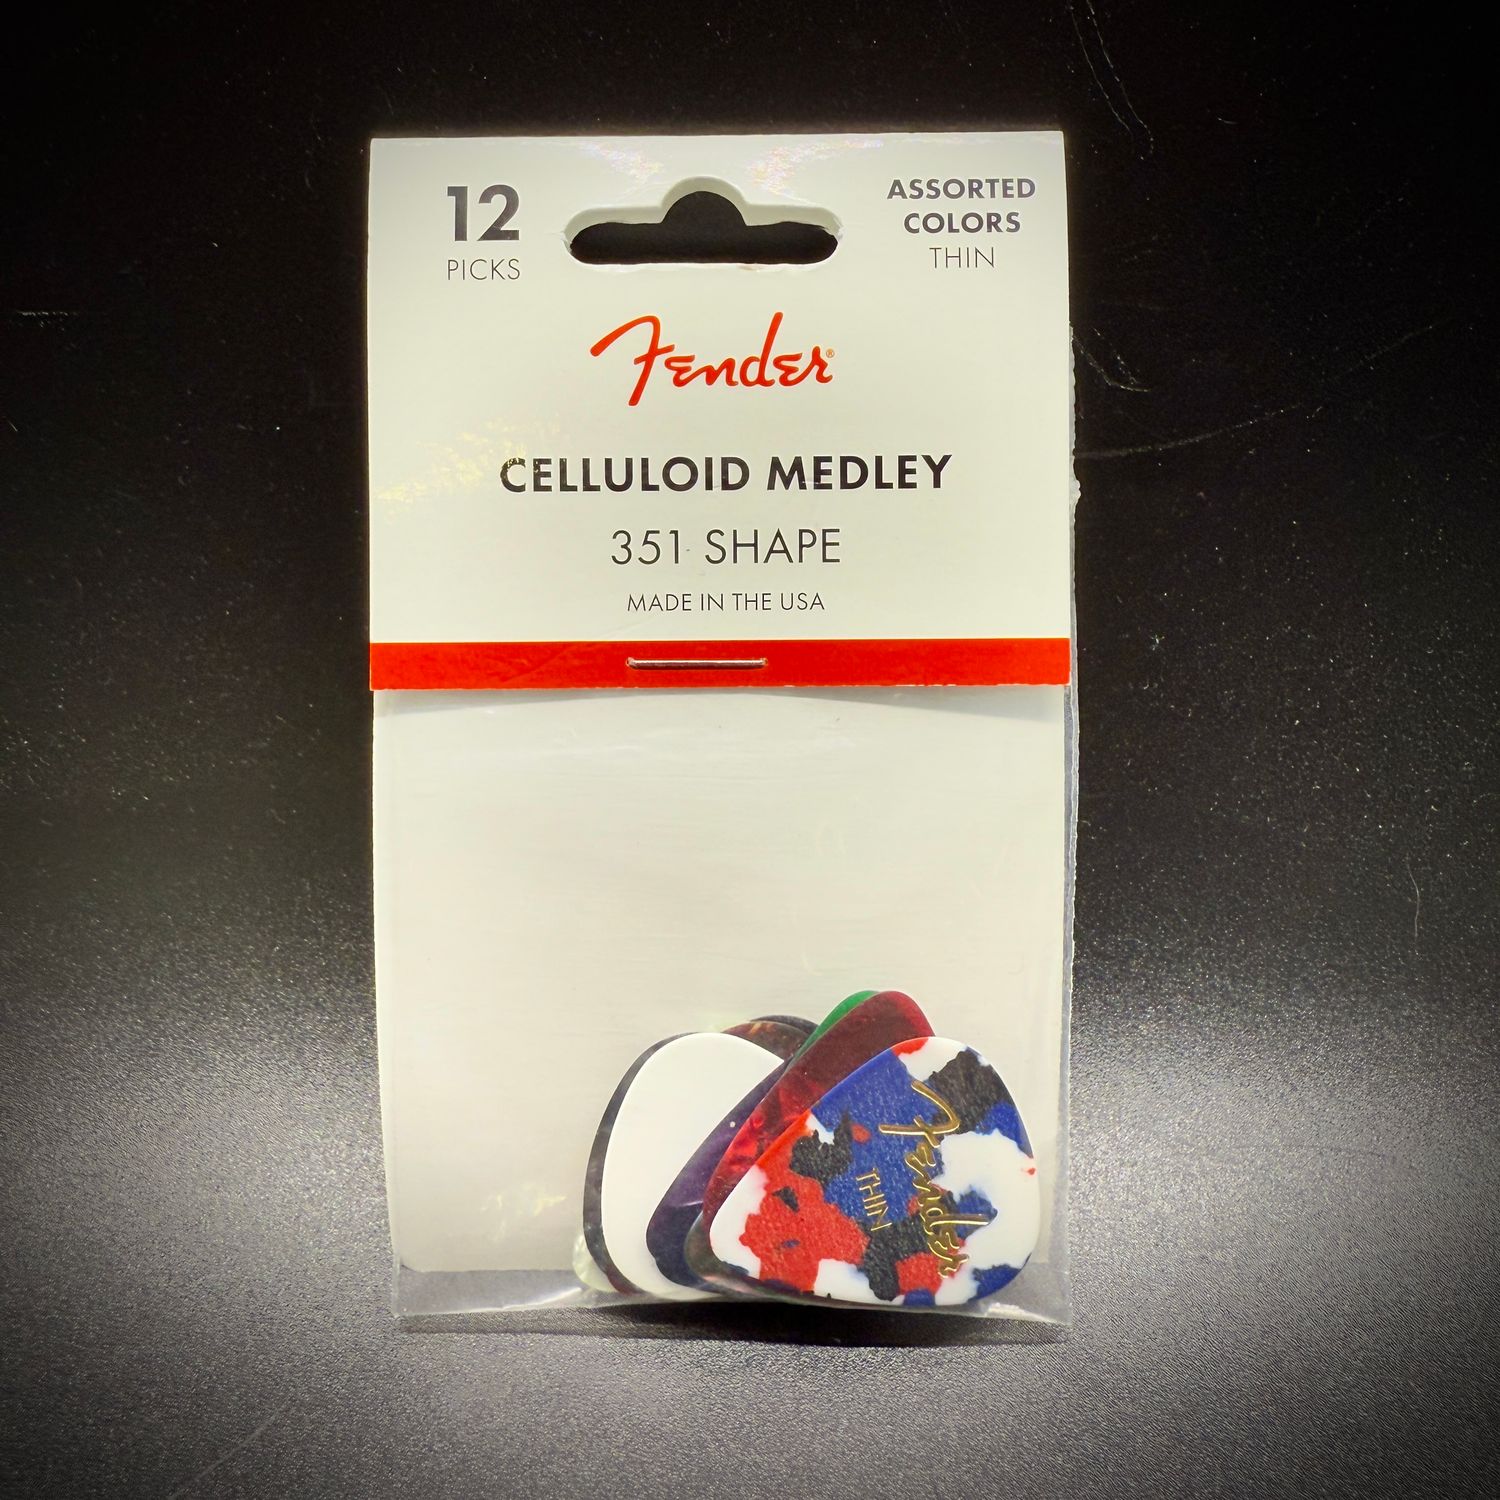 12
PICKS
ASSORTED
COLORS
THIN
Fender®
CELLULOID MEDLEY
351 SHAPE
MADE IN THE USA
Fender
THIN